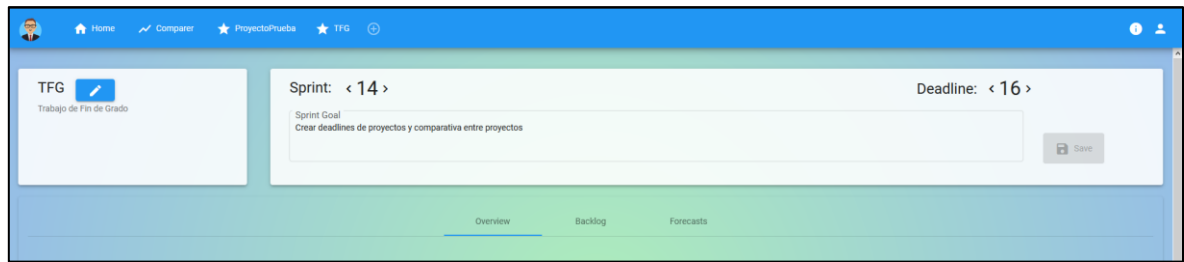 Home Comparer ProyectoPrueba TFG
TFG
Trabajo de Fin de Grado
Sprint: < 14 >
Deadline: < 16 >
Sprint Goal
Crear deadlines de proyectos y comparativa entre proyectos
Save
Overview Backlog Forecasts